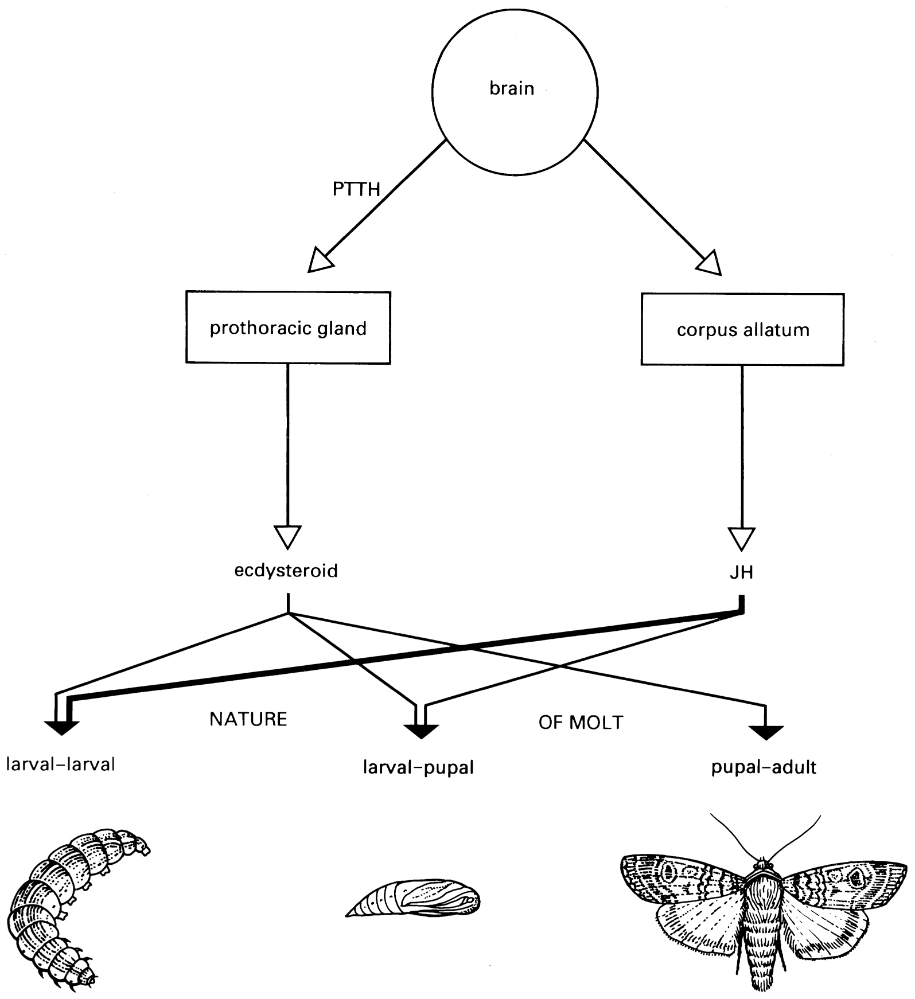 brain
PTTH
prothoracic gland
corpus allatum
ecdysteroid
JH
NATURE
OF MOLT
larval–larval
larval–pupal
pupal–adult